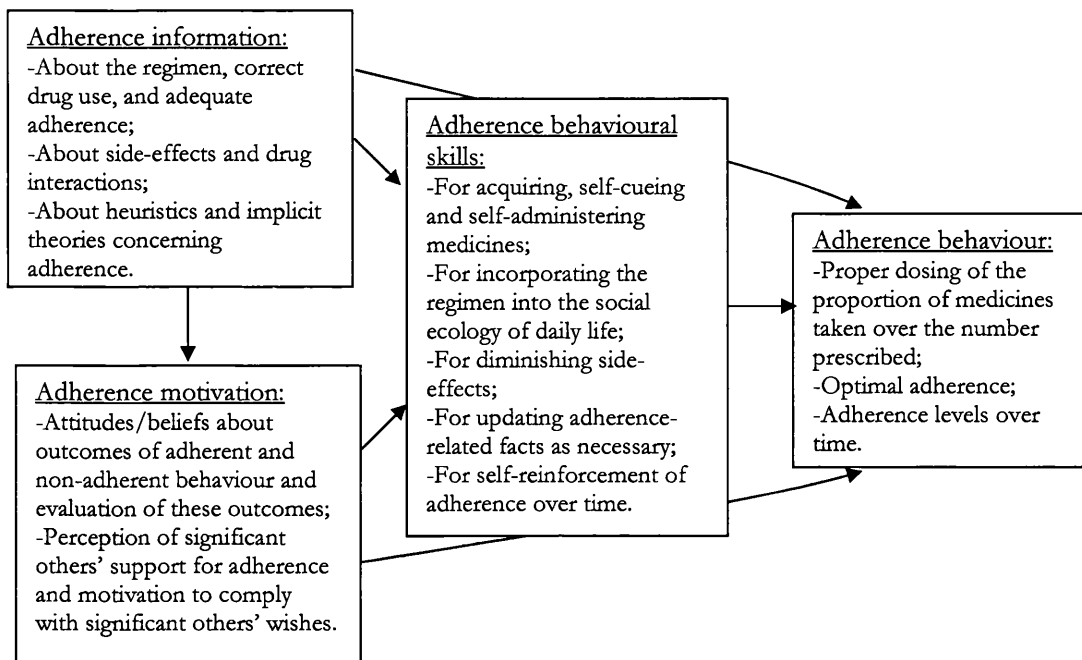 Adherence information:
-About the regimen, correct
drug use, and adequate
adherence;
-About side-effects and drug
interactions;
-About heuristics and implicit
theories concerning
adherence.
Adherence motivation:
-Attitudes/beliefs about
outcomes of adherent and
non-adherent behaviour and
evaluation of these outcomes;
-Perception of significant
others’ support for adherence
and motivation to comply
with significant others’ wishes.
Adherence behavioural
skills:
-For acquiring, self-cueing
and self-administering
medicines;
-For incorporating the
regimen into the social
ecology of daily life;
-For diminishing side-
effects;
-For updating adherence-
related facts as necessary;
-For self-reinforcement of
adherence over time.
Adherence behaviour:
-Proper dosing of the
proportion of medicines
taken over the number
prescribed;
-Optimal adherence;
-Adherence levels over
time.